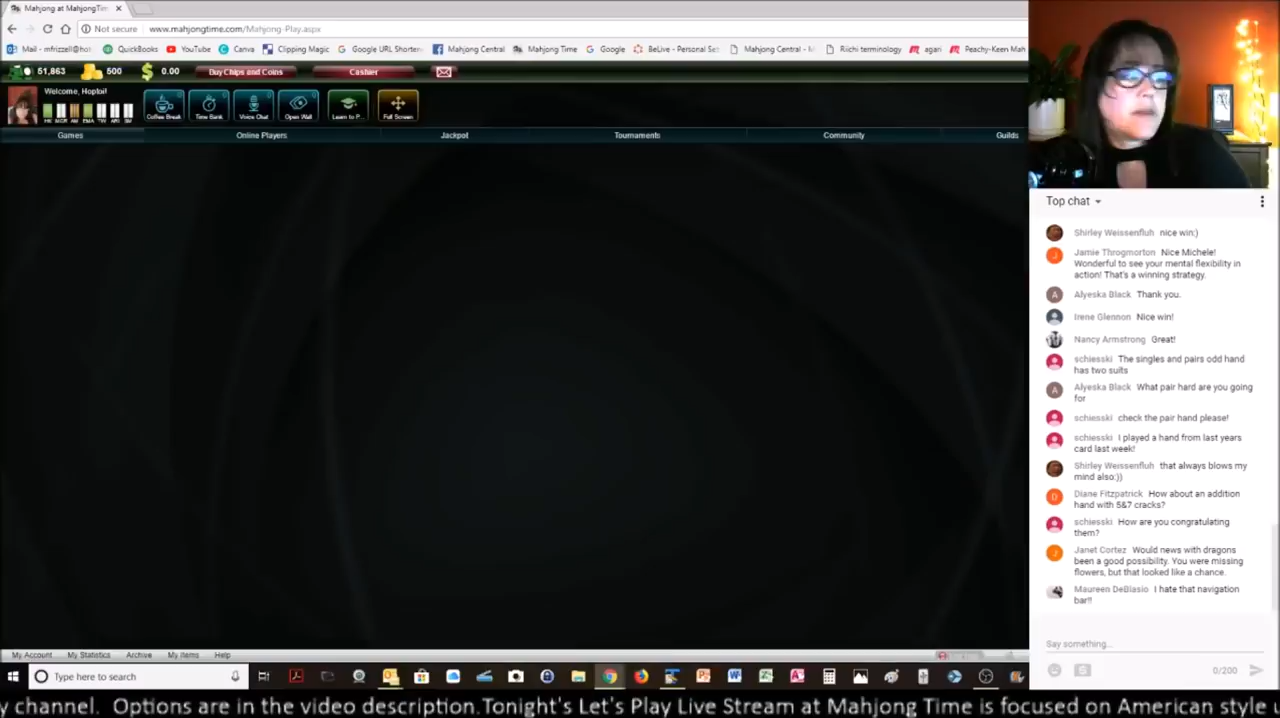 Mahjong at MahjongTim
Not secure www.mahjongtime.com/Mahjong-Play.aspx
Mail - mfrizzell@hot QuickBooks YouTube Canva Clipping Magic Google URL Shorten Mahjong Central Mahjong Time Google BeLive - Personal Se Mahjong Central - M Riichi terminology agari Peachy-Keen Mah
51,863 500 0.00 Buy Chips and Coins Cashier
Welcome, Hoptoi!
Coffee Break Time Bank Voice Chat Open Wall Learn to P... Full Screen
Games Online Players Jackpot Tournaments Community Guilds
Top chat
Shirley Weissenfluh nice win:)
Jamie Throgmorton Nice Michele!
Wonderful to see your mental flexibility in
action! That's a winning strategy.
Alyeska Black Thank you.
Irene Glennon Nice win!
Nancy Armstrong Great!
schiesski The singles and pairs odd hand
has two suits
Alyeska Black What pair hard are you going
for
schiesski check the pair hand please!
schiesski I played a hand from last years
card last week!
Shirley Weissenfluh that always blows my
mind also:))
Diane Fitzpatrick How about an addition
hand with 5&7 cracks?
schiesski How are you congratulating
them?
Janet Cortez Would news with dragons
been a good possibility. You were missing
flowers, but that looked like a chance.
Maureen DeBlasio I hate that navigation
bar!!
Say something...
0/200
My Account My Statistics Archive My Items Help
Type here to search
y channel. Options are in the video description. Tonight's Let's Play Live Stream at Mahjong Time is focused on American style u